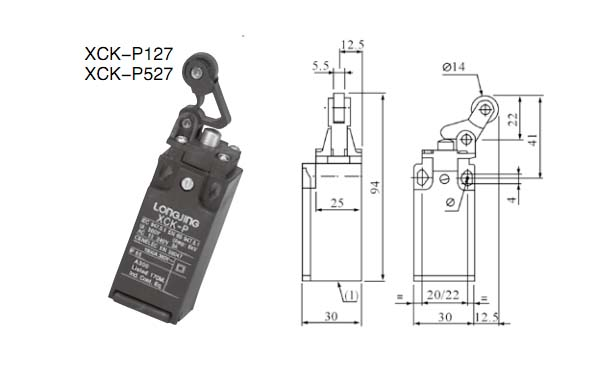 XCK-P127
XCK-P527
LONGJING
XCK-P
A300
12.5
5.5
94
25
(1)
30
Ø14
22
41
Ø
4
= 20/22 =
30 12.5